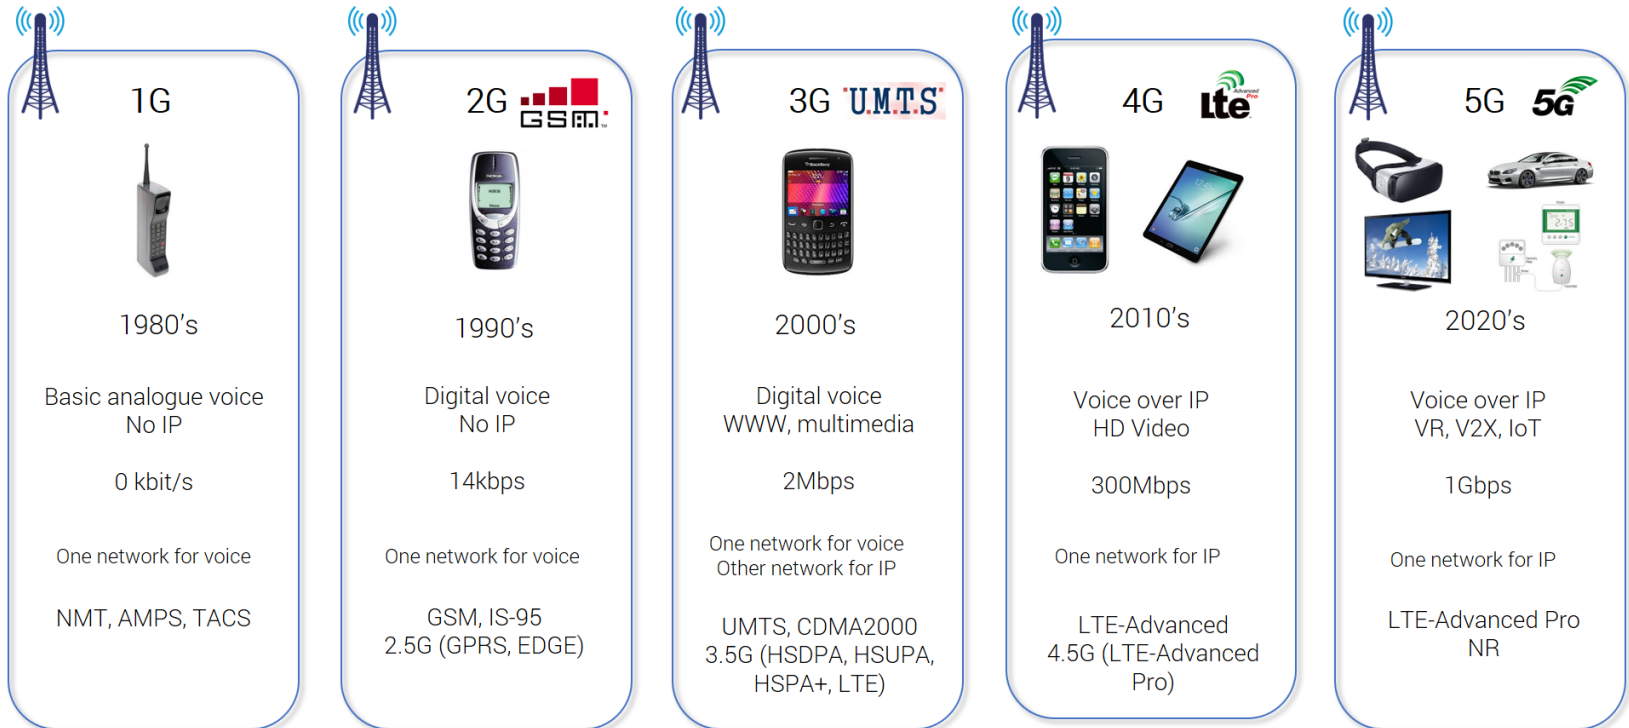 1G
1980's
Basic analogue voice
No IP
0 kbit/s
One network for voice
NMT, AMPS, TACS
2G
GSM
NOKIA
1990's
Digital voice
No IP
14kbps
One network for voice
GSM, IS-95
2.5G (GPRS, EDGE)
3G
U.M.T.S
BlackBerry
2000's
Digital voice
WWW, multimedia
2Mbps
One network for voice
Other network for IP
UMTS, CDMA2000
3.5G (HSDPA, HSUPA,
HSPA+, LTE)
4G
Lte
Advanced
Pro
2010's
Voice over IP
HD Video
300Mbps
One network for IP
LTE-Advanced
4.5G (LTE-Advanced
Pro)
5G
5G
2020's
Voice over IP
VR, V2X, IoT
1Gbps
One network for IP
LTE-Advanced Pro
NR